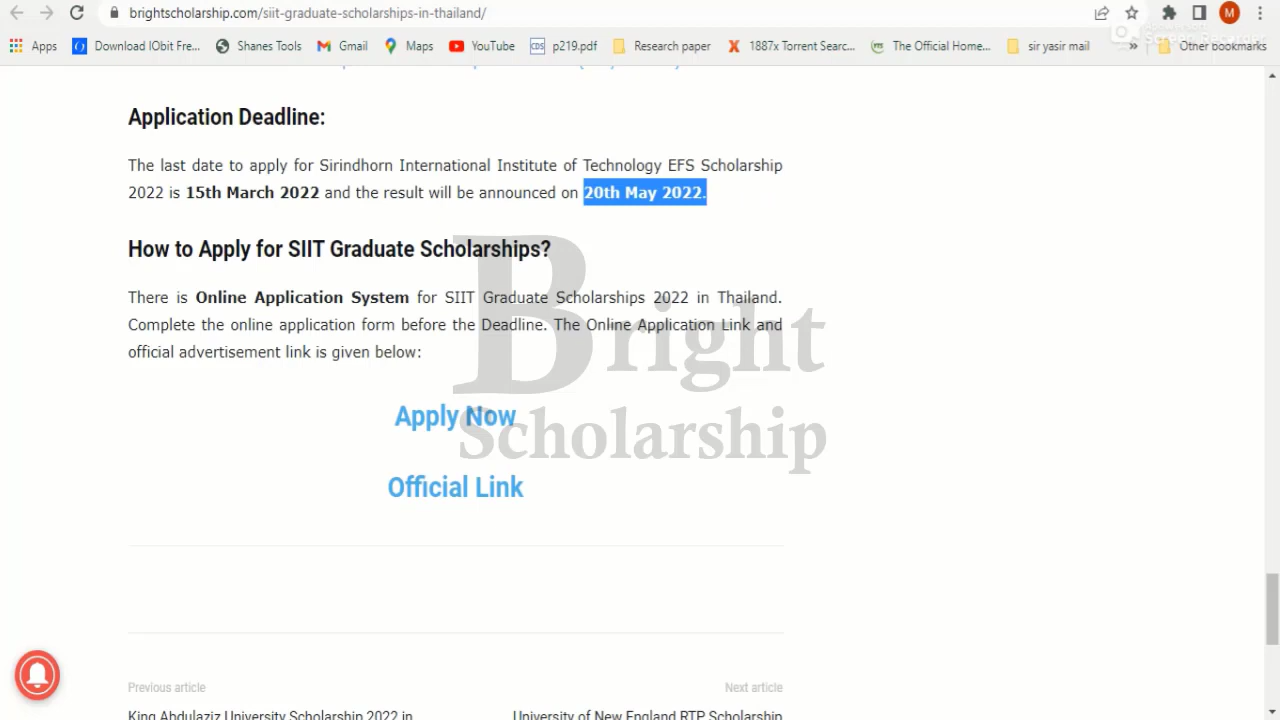 brightscholarship.com/siit-graduate-scholarships-in-thailand/
M
Apps
Download IObit Fre...
Shanes Tools
Gmail
Maps
YouTube
p219.pdf
Research paper
1887x Torrent Searc...
The Official Home...
sir yasir mail
»
Other bookmarks
Screen Recorder
Application Deadline:
The last date to apply for Sirindhorn International Institute of Technology EFS Scholarship
2022 is 15th March 2022 and the result will be announced on 20th May 2022.
How to Apply for SIIT Graduate Scholarships?
There is Online Application System for SIIT Graduate Scholarships 2022 in Thailand.
Complete the online application form before the Deadline. The Online Application Link and
official advertisement link is given below:
Bright
Scholarship
Apply Now
Official Link
Previous article
Next article
King Abdulaziz University Scholarship 2022 in
University of New England RTP Scholarship